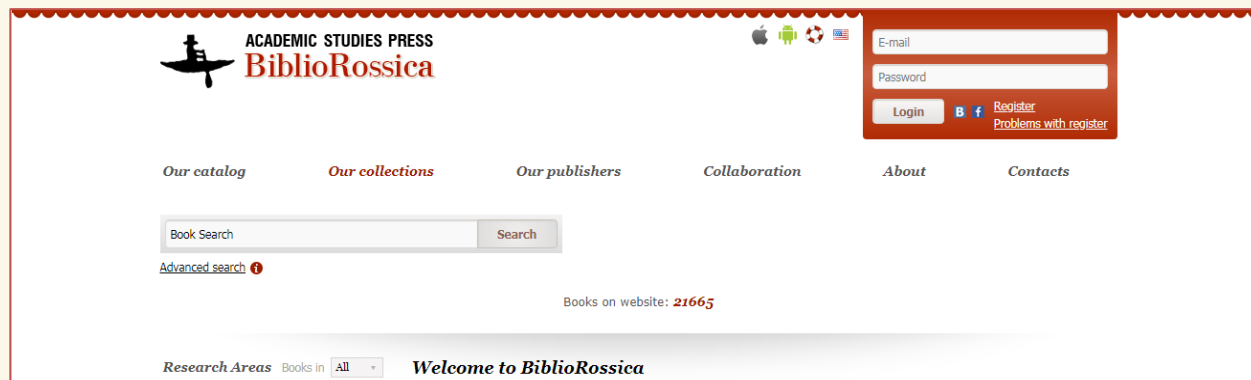 ACADEMIC STUDIES PRESS
BiblioRossica
E-mail
Password
Login B f Register
Problems with register
Our catalog Our collections Our publishers Collaboration About Contacts
Book Search Search
Advanced search i
Books on website: 21665
Research Areas Books in All Welcome to BiblioRossica